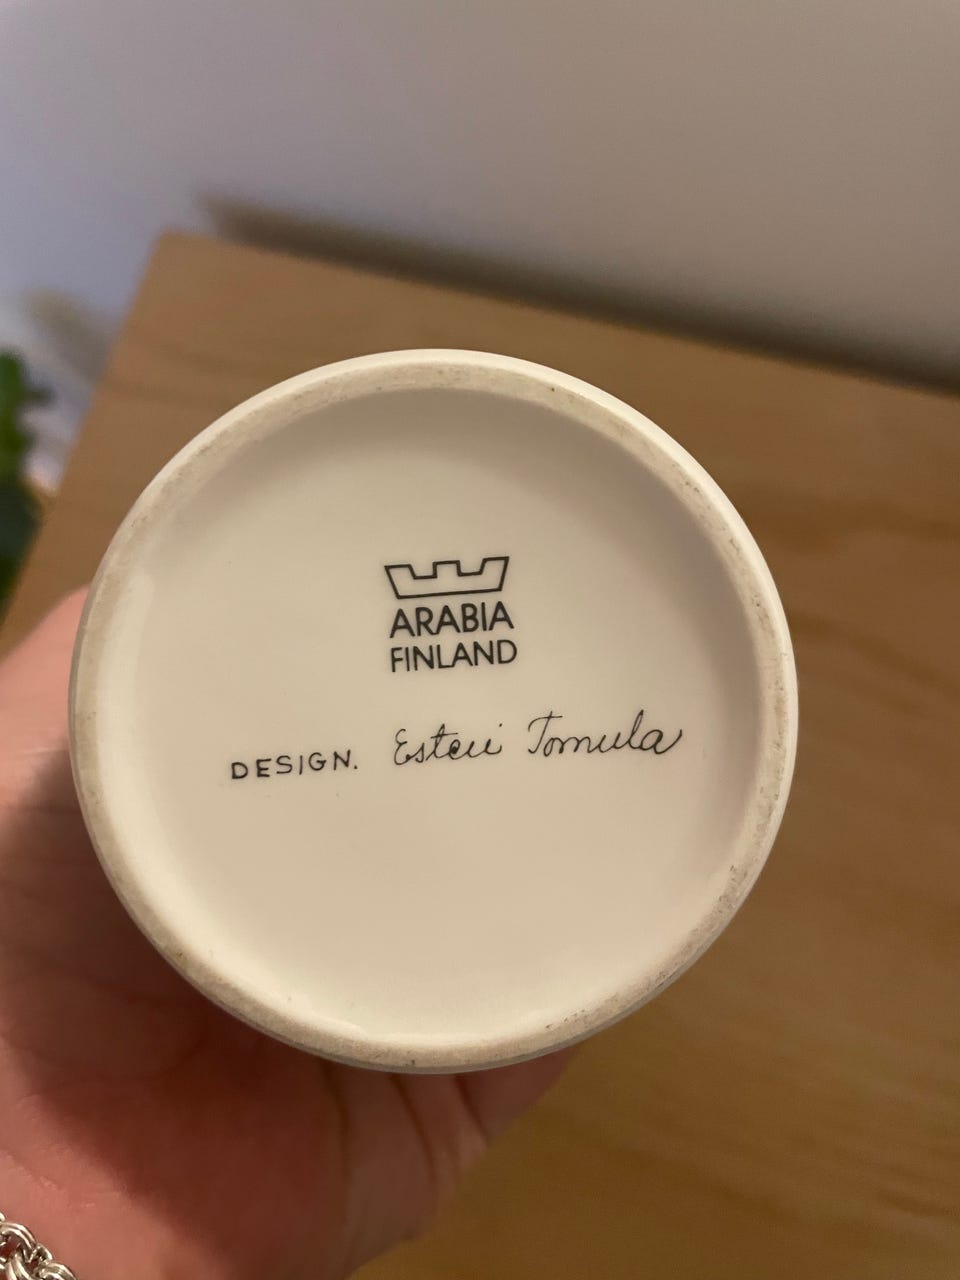 ARABIA
FINLAND
DESIGN. Esteri Tomula